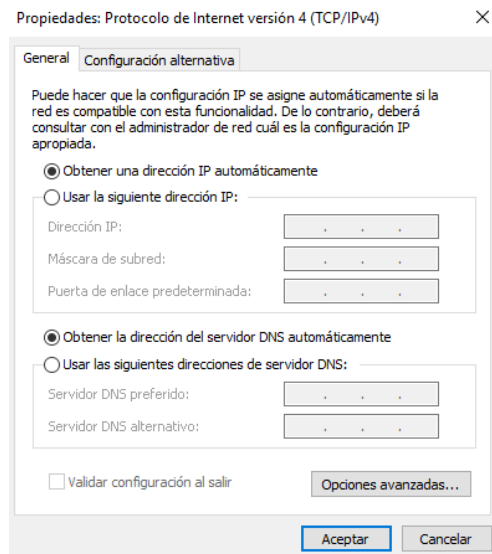 Propiedades: Protocolo de Internet versión 4 (TCP/IPv4)
General
Configuración alternativa
Puede hacer que la configuración IP se asigne automáticamente si la
red es compatible con esta funcionalidad. De lo contrario, deberá
consultar con el administrador de red cuál es la configuración IP
apropiada.
Obtener una dirección IP automáticamente
Usar la siguiente dirección IP:
Dirección IP:
Máscara de subred:
Puerta de enlace predeterminada:
Obtener la dirección del servidor DNS automáticamente
Usar las siguientes direcciones de servidor DNS:
Servidor DNS preferido:
Servidor DNS alternativo:
Validar configuración al salir
Opciones avanzadas...
Aceptar
Cancelar